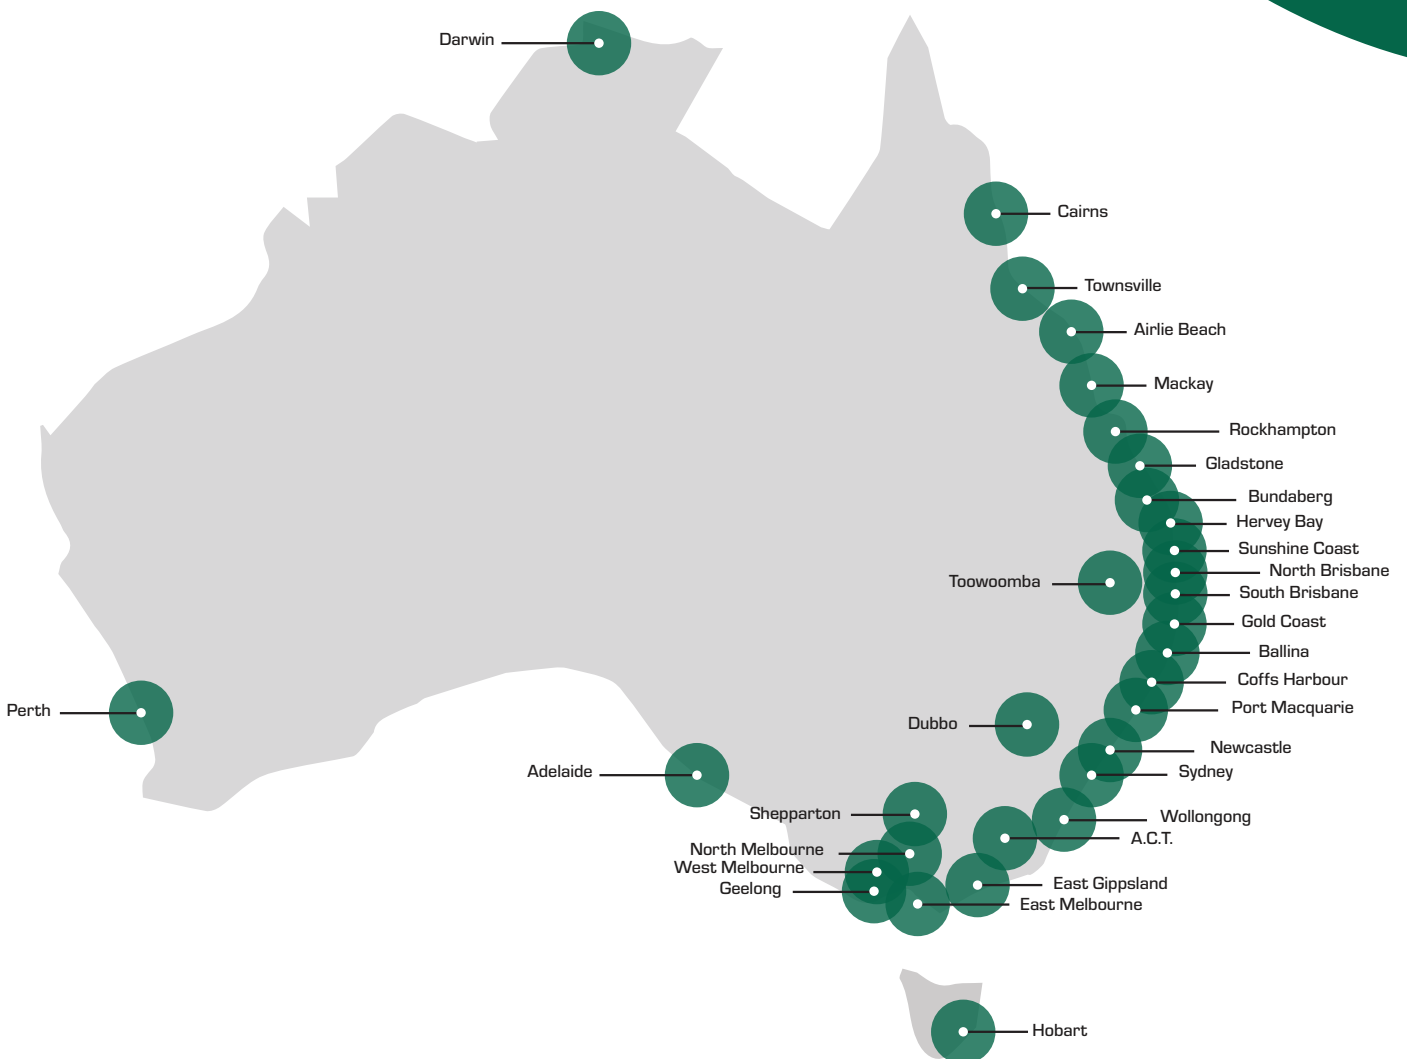 Darwin
Cairns
Townsville
Airlie Beach
Mackay
Rockhampton
Gladstone
Bundaberg
Hervey Bay
Sunshine Coast
North Brisbane
Toowoomba
South Brisbane
Gold Coast
Ballina
Coffs Harbour
Port Macquarie
Perth
Dubbo
Newcastle
Adelaide
Sydney
Shepparton
Wollongong
A.C.T.
North Melbourne
West Melbourne
Geelong
East Gippsland
East Melbourne
Hobart